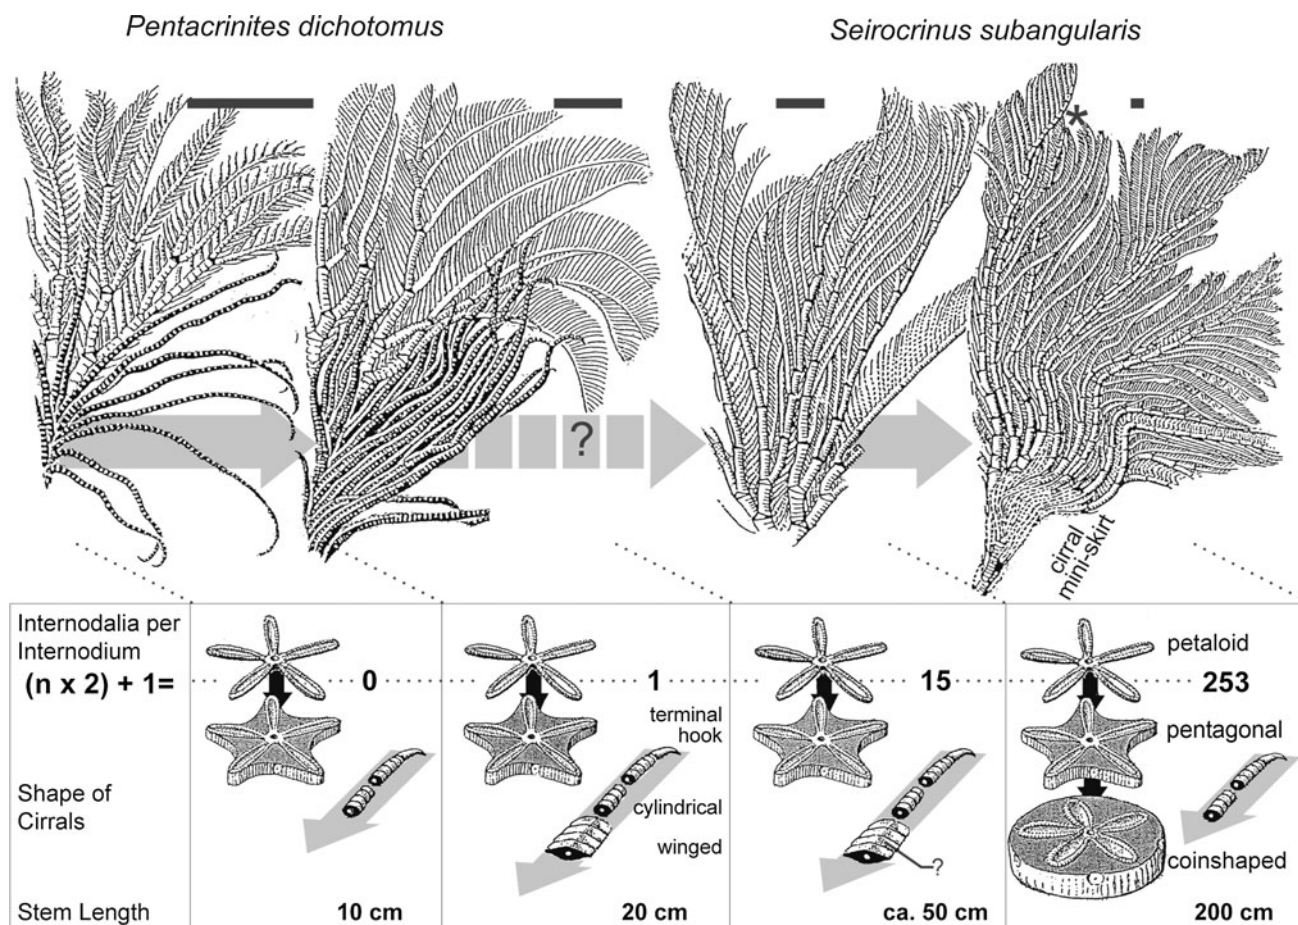 Pentacrinites dichotomus
Seirocrinus subangularis
*
?
cirral
mini-skirt
Internodalia per
Internodium
(n x 2) + 1=
0
1
15
253
petaloid
pentagonal
coinshaped
terminal
hook
cylindrical
winged
?
Shape of
Cirrals
Stem Length
10 cm
20 cm
ca. 50 cm
200 cm